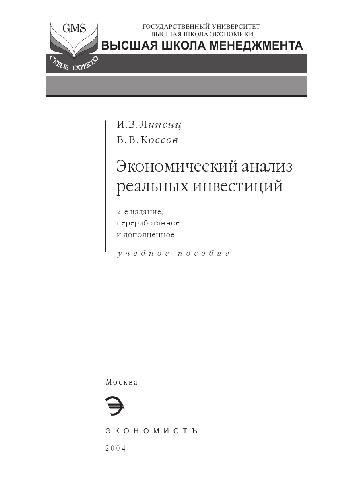 GMS
ГОСУДАРСТВЕННЫЙ УНИВЕРСИТЕТ
ВЫСШАЯ ШКОЛА ЭКОНОМИКИ
ВЫСШАЯ ШКОЛА МЕНЕДЖМЕНТА
И. З. Липсиц
В. В. Коссов
Экономический анализ
реальных инвестиций
издание,
переработанное
и дополненное
учебное пособие
Москва
Э
ЭКОНОМИСТЪ
2004